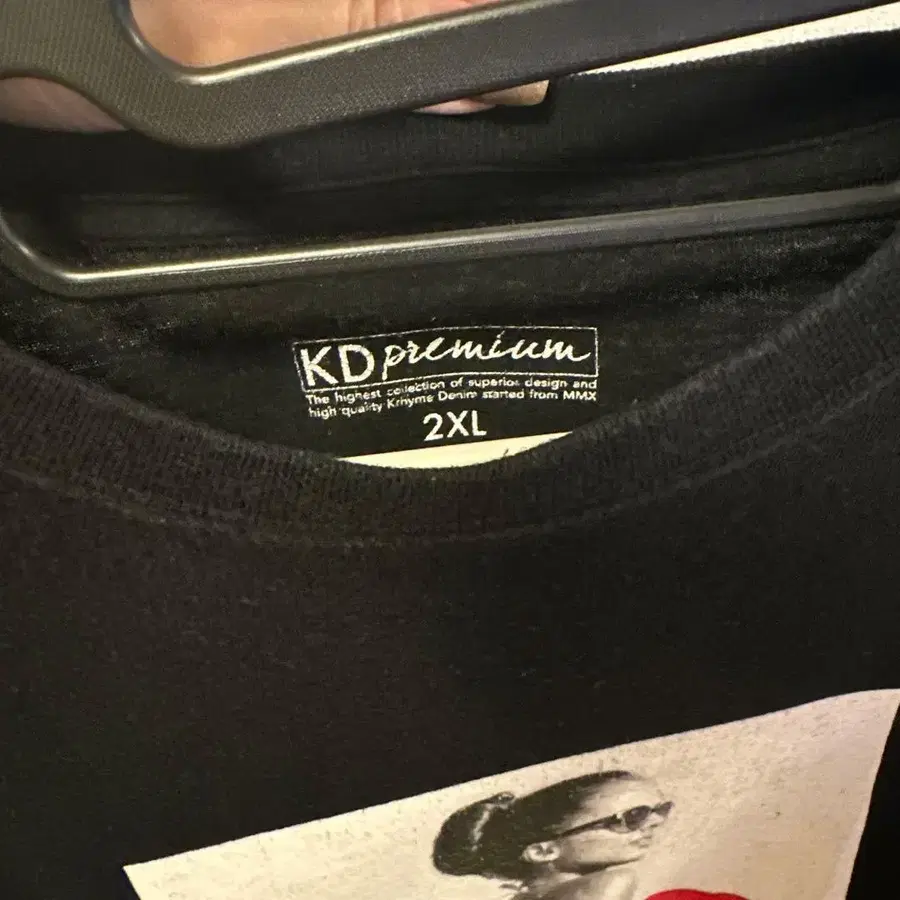 KD premium
The highest collection of superior design and
high quality Krhyme Denim started from MMX
2XL